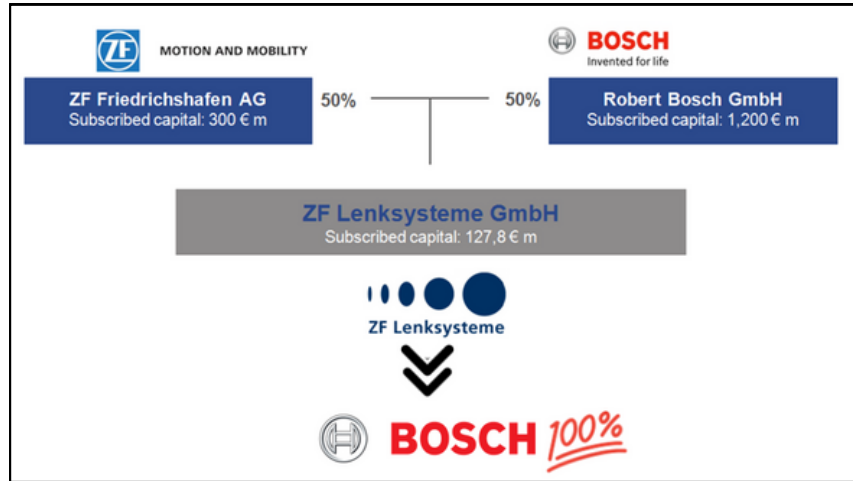 ZF
MOTION AND MOBILITY
BOSCH
Invented for life
ZF Friedrichshafen AG
Subscribed capital: 300 € m
50%
50%
Robert Bosch GmbH
Subscribed capital: 1,200 € m
ZF Lenksysteme GmbH
Subscribed capital: 127,8 € m
ZF Lenksysteme
BOSCH 100%